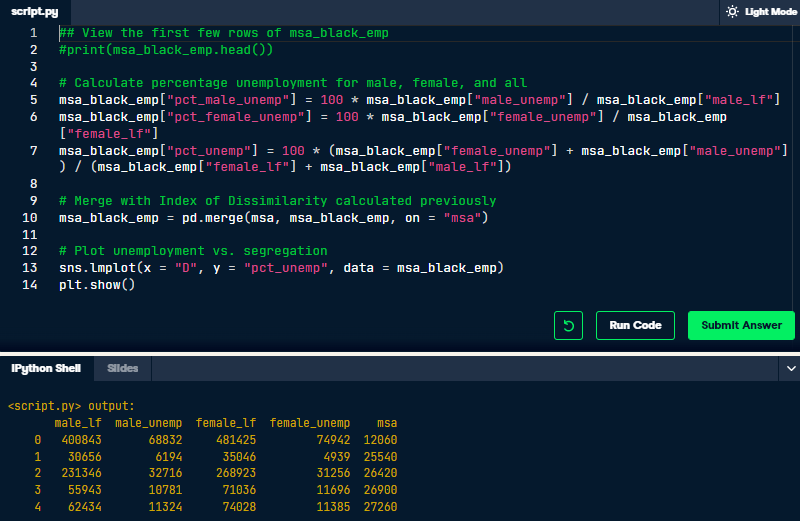 script.py
Light Mode
1 ## View the first few rows of msa_black_emp
2 #print(msa_black_emp.head())
3
4 # Calculate percentage unemployment for male, female, and all
5 msa_black_emp["pct_male_unemp"] = 100 * msa_black_emp["male_unemp"] / msa_black_emp["male_lf"]
6 msa_black_emp["pct_female_unemp"] = 100 * msa_black_emp["female_unemp"] / msa_black_emp
["female_lf"]
7 msa_black_emp["pct_unemp"] = 100 * (msa_black_emp["female_unemp"] + msa_black_emp["male_unemp"]
) / (msa_black_emp["female_lf"] + msa_black_emp["male_lf"])
8
9 # Merge with Index of Dissimilarity calculated previously
10 msa_black_emp = pd.merge(msa, msa_black_emp, on = "msa")
11
12 # Plot unemployment vs. segregation
13 sns.lmplot(x = "D", y = "pct_unemp", data = msa_black_emp)
14 plt.show()
Run Code
Submit Answer
IPython Shell
Slides
<script.py> output:
male_lf male_unemp female_lf female_unemp msa
0 400843 68832 481425 74942 12060
1 30656 6194 35046 4939 25540
2 231346 32716 268923 31256 26420
3 55943 10781 71036 11696 26900
4 62434 11324 74028 11385 27260